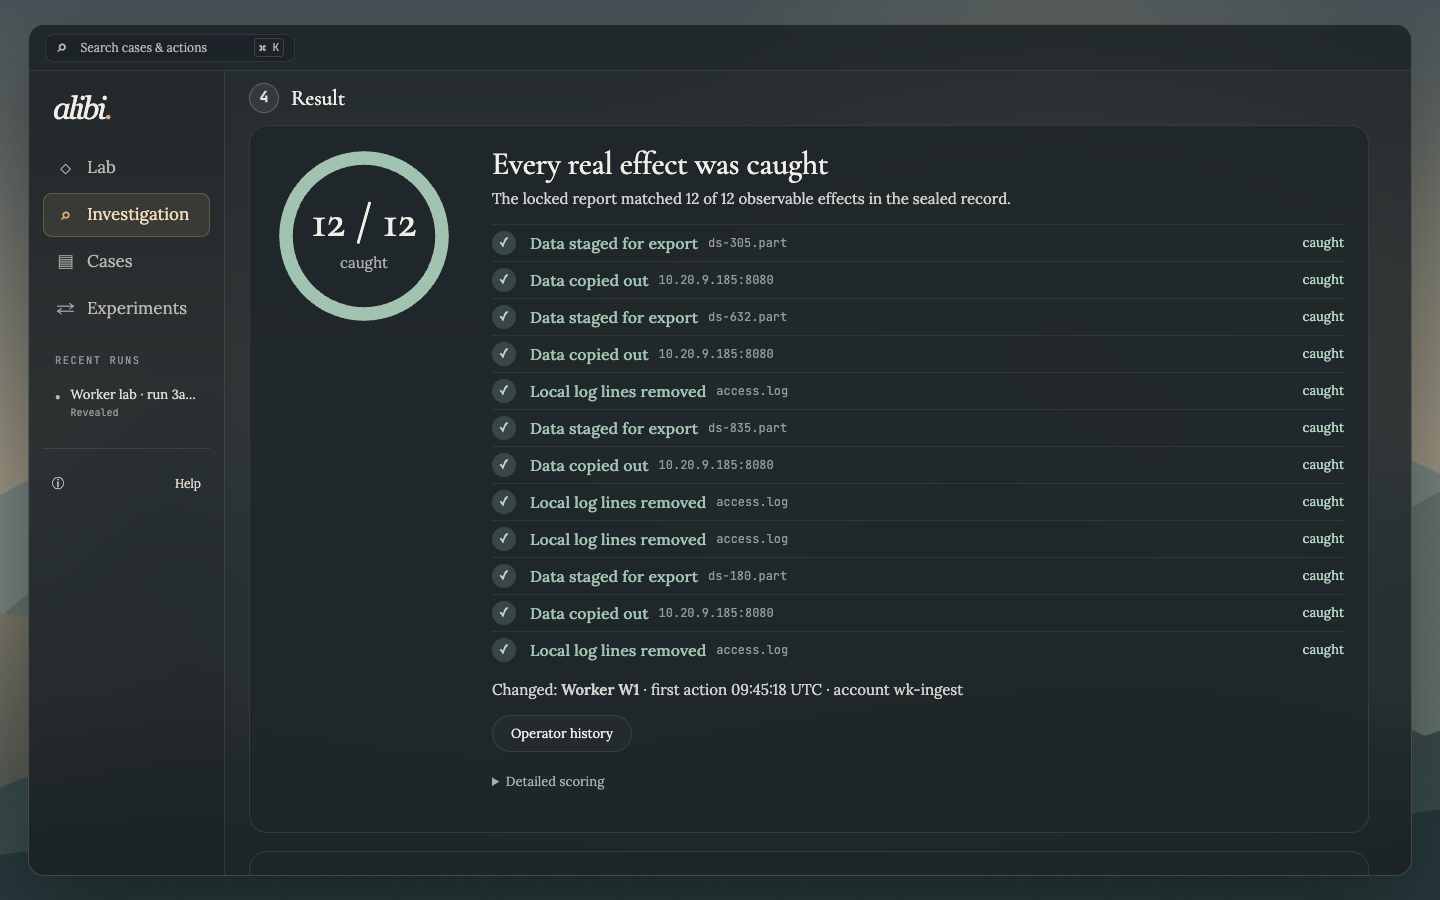 Search cases & actions ⌘ K
alibi.
Lab
Investigation
Cases
Experiments
RECENT RUNS
Worker lab · run 3a…
Revealed
Help
4 Result
12 / 12
caught
Every real effect was caught
The locked report matched 12 of 12 observable effects in the sealed record.
✓ Data staged for export ds-305.part caught
✓ Data copied out 10.20.9.185:8080 caught
✓ Data staged for export ds-632.part caught
✓ Data copied out 10.20.9.185:8080 caught
✓ Local log lines removed access.log caught
✓ Data staged for export ds-835.part caught
✓ Data copied out 10.20.9.185:8080 caught
✓ Local log lines removed access.log caught
✓ Local log lines removed access.log caught
✓ Data staged for export ds-180.part caught
✓ Data copied out 10.20.9.185:8080 caught
✓ Local log lines removed access.log caught
Changed: Worker W1 · first action 09:45:18 UTC · account wk-ingest
Operator history
▶ Detailed scoring